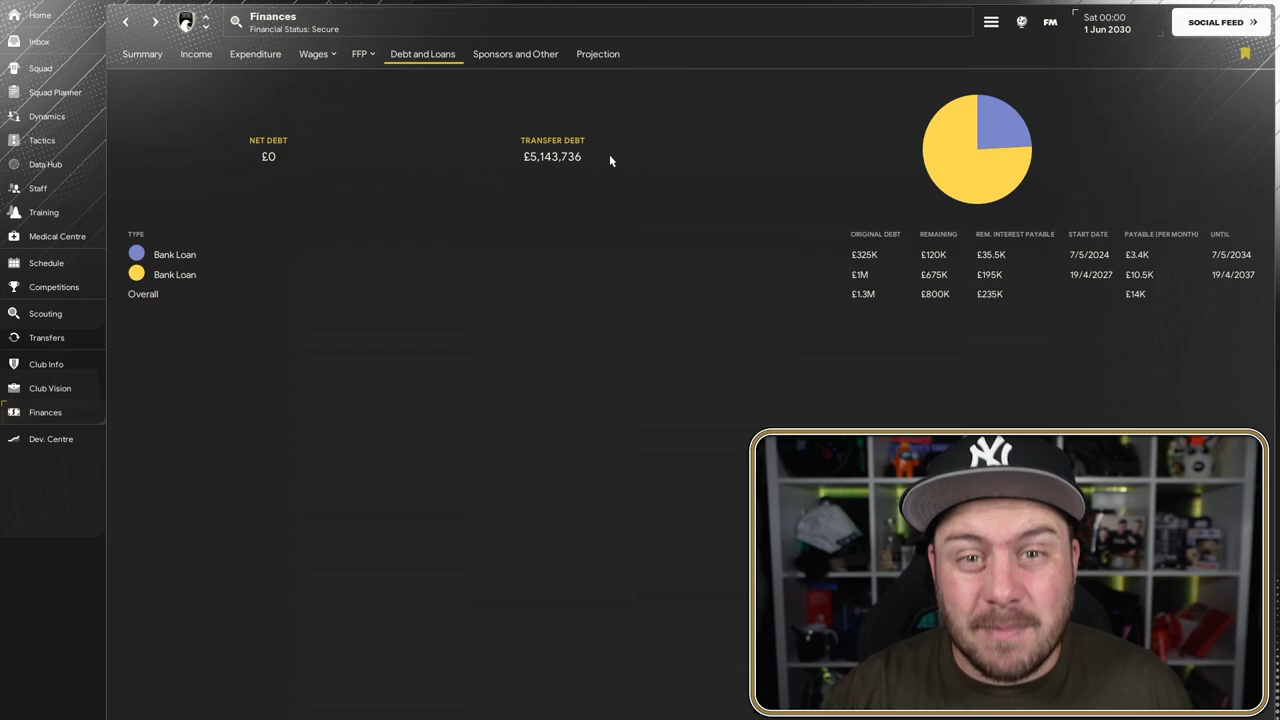 Home
Inbox
Squad
Squad Planner
Dynamics
Tactics
Data Hub
Staff
Training
Medical Centre
Schedule
Competitions
Scouting
Transfers
Club Info
Club Vision
Finances
Dev. Centre
Finances
Financial Status: Secure
FM
Sat 00:00
1 Jun 2030
SOCIAL FEED
Summary Income Expenditure Wages FFP Debt and Loans Sponsors and Other Projection
NET DEBT
£0
TRANSFER DEBT
£5,143,736
TYPE ORIGINAL DEBT REMAINING REM. INTEREST PAYABLE START DATE PAYABLE (PER MONTH) UNTIL
Bank Loan £325K £120K £35.5K 7/5/2024 £3.4K 7/5/2034
Bank Loan £1M £675K £195K 19/4/2027 £10.5K 19/4/2037
Overall £1.3M £800K £235K £14K
NY